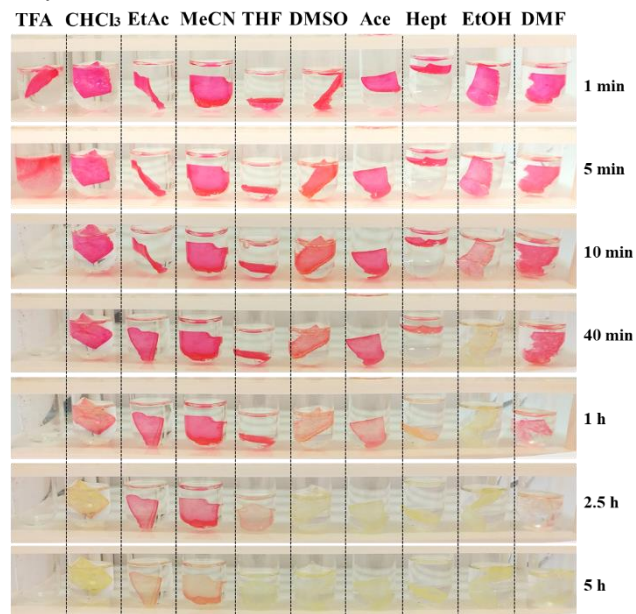 TFA CHCl₃ EtAc MeCN THF DMSO Ace Hept EtOH DMF
1 min
5 min
10 min
40 min
1 h
2.5 h
5 h